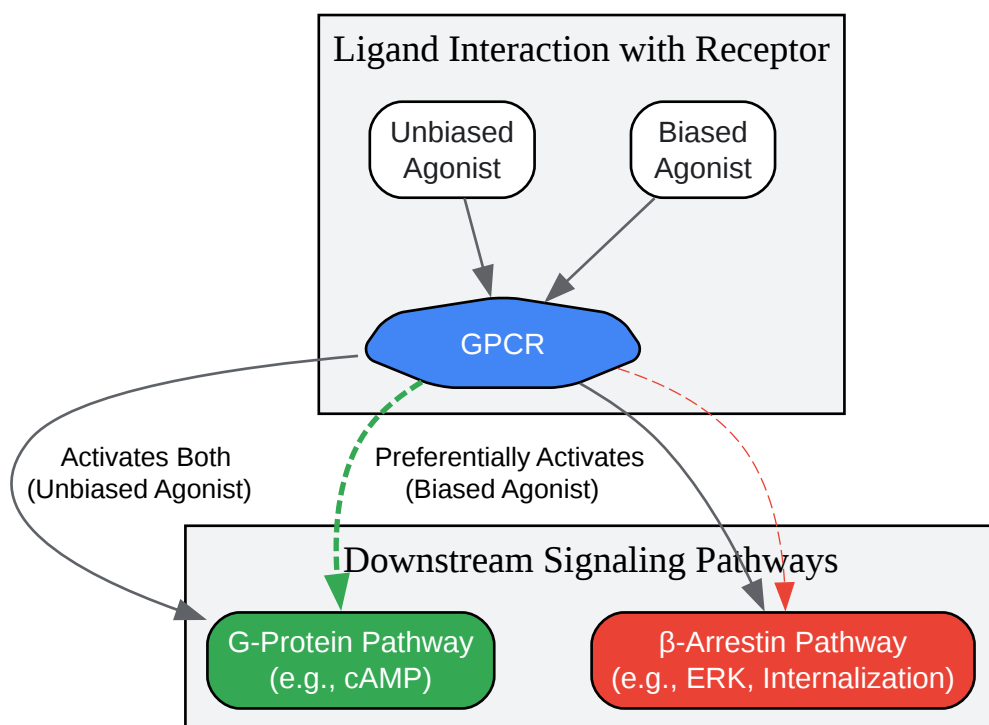 Ligand Interaction with Receptor
Unbiased
Agonist
Biased
Agonist
GPCR
Activates Both
(Unbiased Agonist)
Preferentially Activates
(Biased Agonist)
Downstream Signaling Pathways
G-Protein Pathway
(e.g., cAMP)
β-Arrestin Pathway
(e.g., ERK, Internalization)